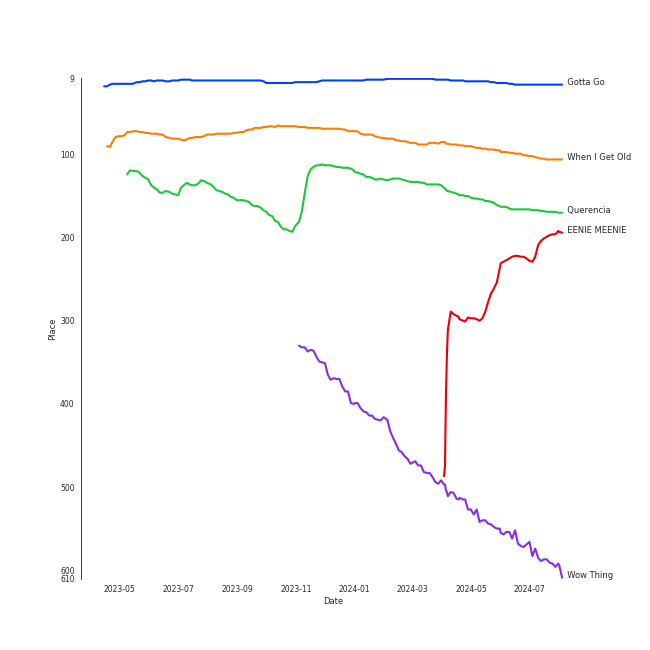 9
Gotta Go
100
When I Get Old
Querencia
200
EENIE MEENIE
300
Place
400
500
600
610
Wow Thing
2023-05 2023-07 2023-09 2023-11 2024-01 2024-03 2024-05 2024-07
Date